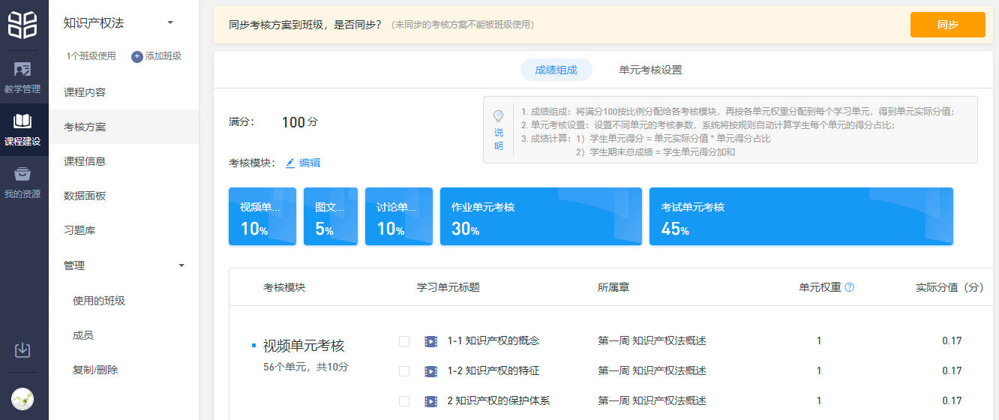 知识产权法
1个班级使用 添加班级
教学管理
课程建设
我的资源
课程内容
考核方案
课程信息
数据面板
习题库
管理
使用的班级
成员
复制/删除
同步考核方案到班级，是否同步？（未同步的考核方案不能被班级使用）
同步
成绩组成 单元考核设置
满分： 100 分
说明
1. 成绩组成：将满分100按比例分配给各考核模块，再按各单元权重分配到每个学习单元，得到单元实际分值；
2. 单元考核设置：设置不同单元的考核参数，系统将按规则自动计算学生每个单元的得分占比；
3. 成绩计算：1）学生单元得分 = 单元实际分值 * 单元得分占比
2）学生期末总成绩 = 学生单元得分加和
考核模块： 编辑
视频单... 图文... 讨论单... 作业单元考核 考试单元考核
10% 5% 10% 30% 45%
考核模块 学习单元标题 所属章 单元权重 ? 实际分值（分）
视频单元考核
56个单元，共10分
1-1 知识产权的概念 第一周 知识产权法概述 1 0.17
1-2 知识产权的特征 第一周 知识产权法概述 1 0.17
2 知识产权的保护体系 第一周 知识产权法概述 1 0.17